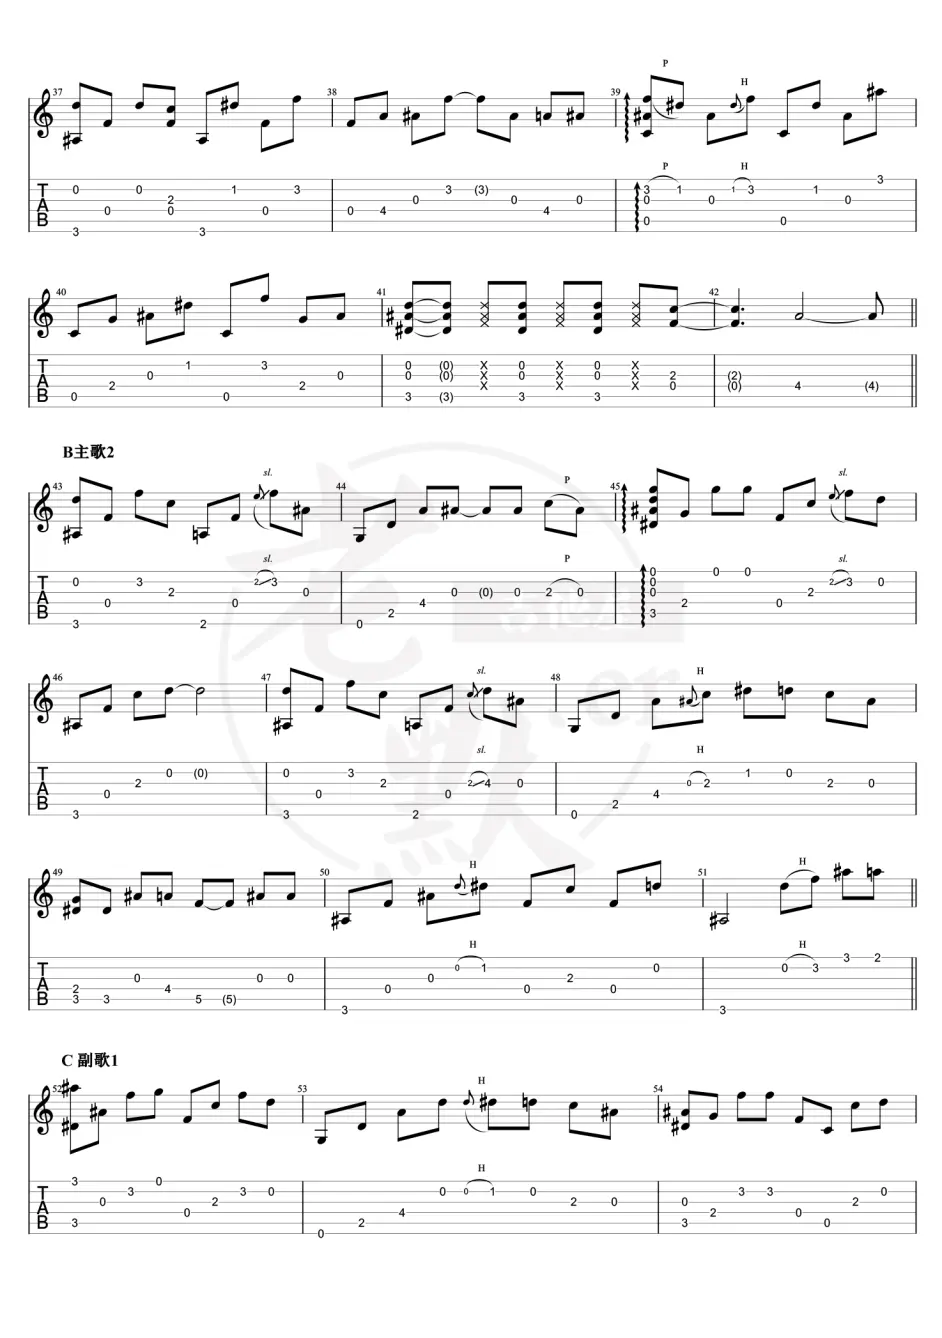 P
H
37 38 39
P H
T 0 0 1 3 3 (3) 3 1 1 3 1 3
A 2 0 0 0 0 0 0
B 0 0 0 0 4 4 0 0
3 3
40 41 42
T 1 3 0 (0) X 0 X 0 X
A 0 0 0 (0) X 0 X 0 X 2 (2)
B 2 2 X X X 0 (0) 4 (4)
0 0 3 (3) 3 3
B主歌2
sl. P sl.
43 44 45
sl. P sl.
T 0 3 2 3 0 0 0 0 2 3 0
A 2 0 0 (0) 0 2 0 0 2
B 0 0 4 2 3 2 0
3 2 0
sl. H
46 47 48
sl. H
T 0 (0) 0 3 1 0
A 2 2 2 4 0 0 2 2 0
B 0 0 0 4 2
3 3 2 0
H H
49 50 51
H H
T 0 1 0 0 3 3 2
A 0 0 0 0 2
B 2 3 3 4 5 (5) 0 0 0
3 3
C 副歌1
H
52 53 54
H
T 3 3 0 3 0 0 0 1 0 3 3 0
A 0 2 2 0 0 2
B 3 0 2 4 3 2 0 0
0